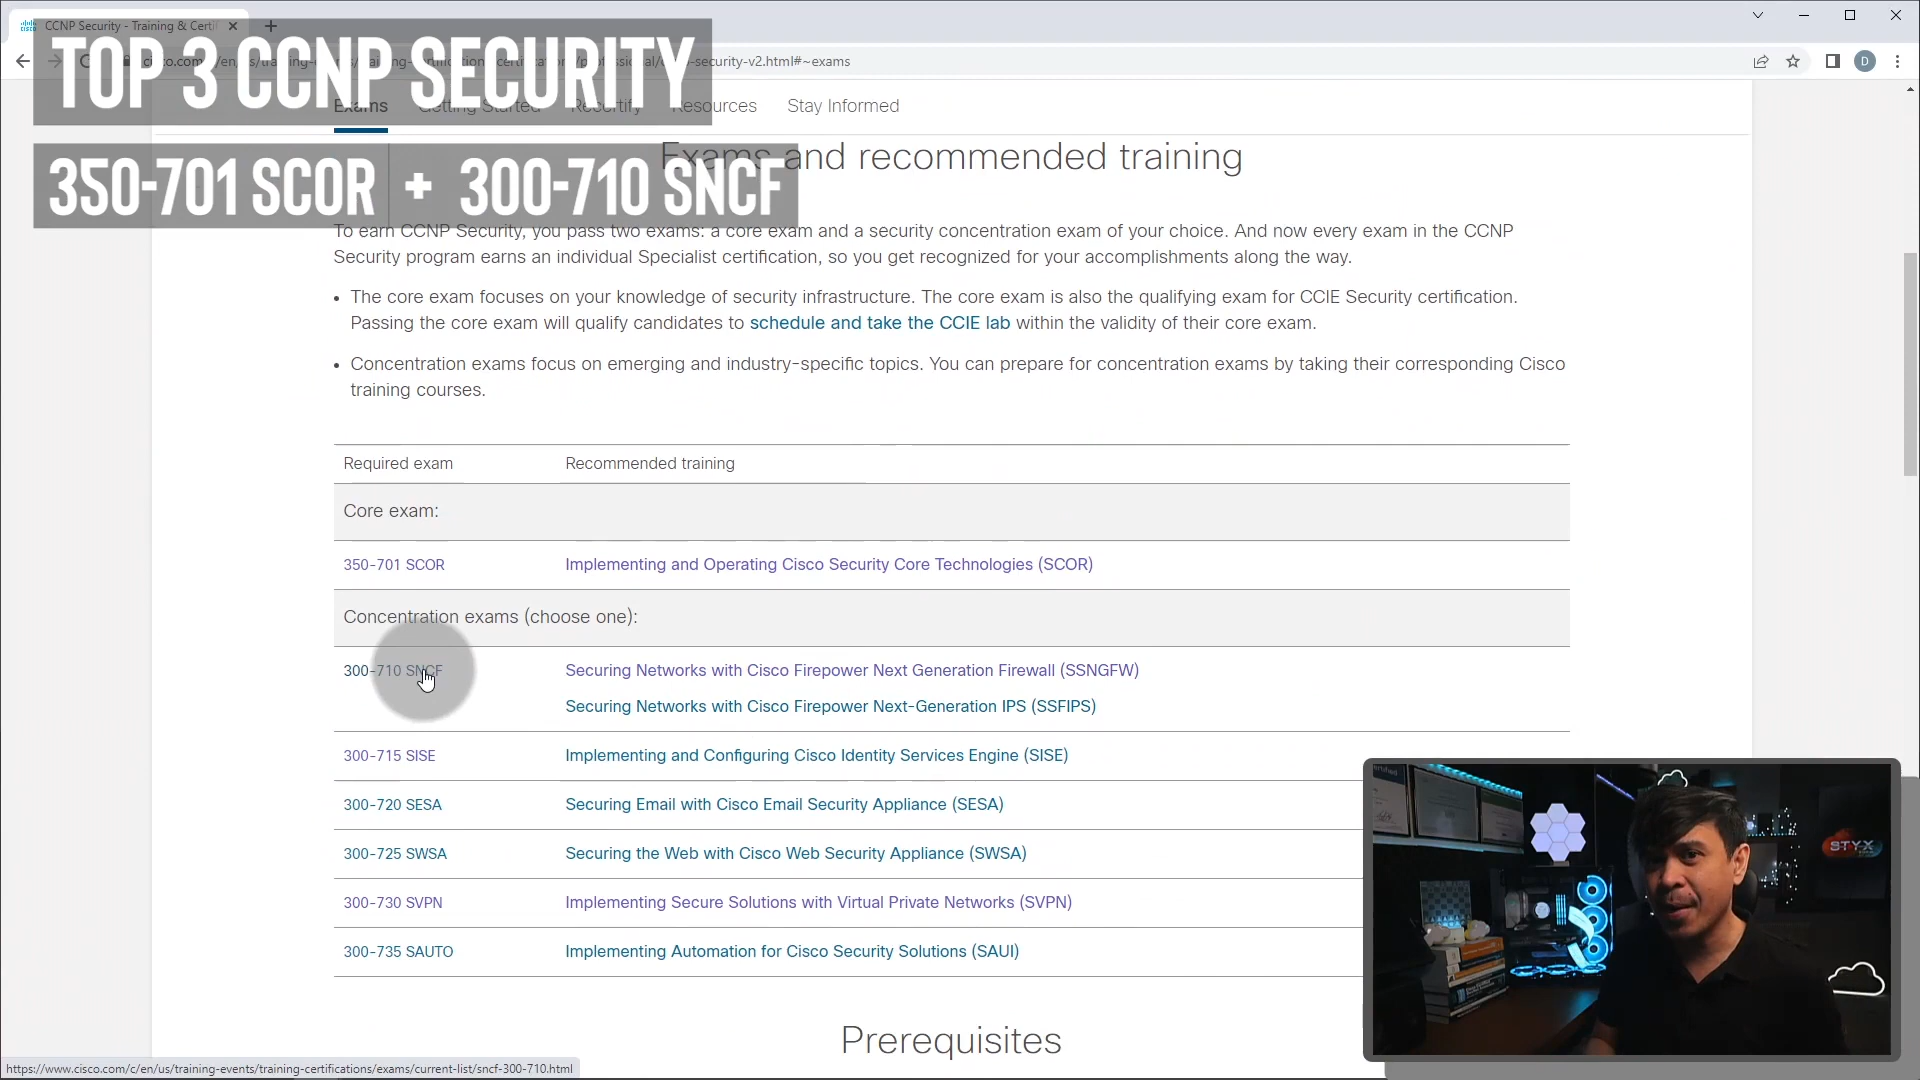 CCNP Security - Training & Certifi
TOP 3 CCNP SECURITY
security-v2.html#~exams
Exams Getting Started Recertify Resources Stay Informed
350-701 SCOR + 300-710 SNCF
Exams and recommended training
To earn CCNP Security, you pass two exams: a core exam and a security concentration exam of your choice. And now every exam in the CCNP
Security program earns an individual Specialist certification, so you get recognized for your accomplishments along the way.
• The core exam focuses on your knowledge of security infrastructure. The core exam is also the qualifying exam for CCIE Security certification.
Passing the core exam will qualify candidates to schedule and take the CCIE lab within the validity of their core exam.
• Concentration exams focus on emerging and industry-specific topics. You can prepare for concentration exams by taking their corresponding Cisco
training courses.
Required exam Recommended training
Core exam:
350-701 SCOR Implementing and Operating Cisco Security Core Technologies (SCOR)
Concentration exams (choose one):
300-710 SNCF Securing Networks with Cisco Firepower Next Generation Firewall (SSNGFW)
Securing Networks with Cisco Firepower Next-Generation IPS (SSFIPS)
300-715 SISE Implementing and Configuring Cisco Identity Services Engine (SISE)
300-720 SESA Securing Email with Cisco Email Security Appliance (SESA)
300-725 SWSA Securing the Web with Cisco Web Security Appliance (SWSA)
300-730 SVPN Implementing Secure Solutions with Virtual Private Networks (SVPN)
300-735 SAUTO Implementing Automation for Cisco Security Solutions (SAUI)
STYX
Prerequisites
https://www.cisco.com/c/en/us/training-events/training-certifications/exams/current-list/sncf-300-710.html